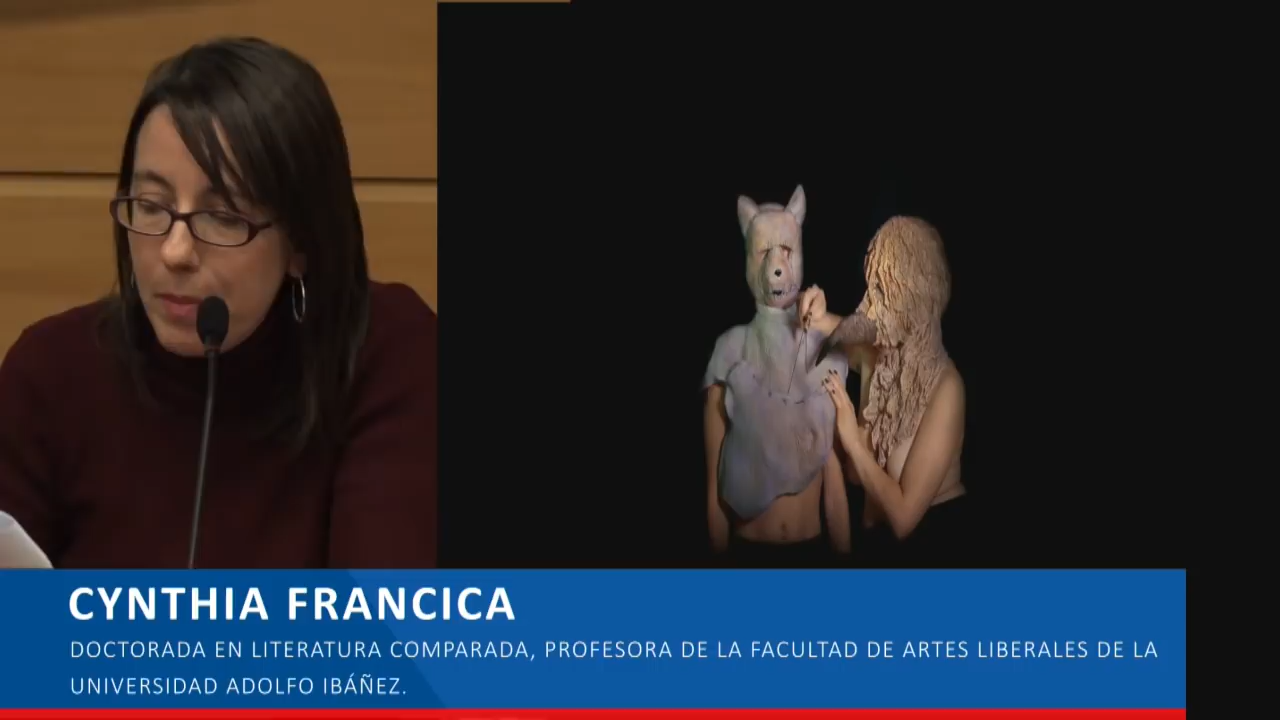 CYNTHIA FRANCICA
DOCTORADA EN LITERATURA COMPARADA, PROFESORA DE LA FACULTAD DE ARTES LIBERALES DE LA
UNIVERSIDAD ADOLFO IBÁÑEZ.